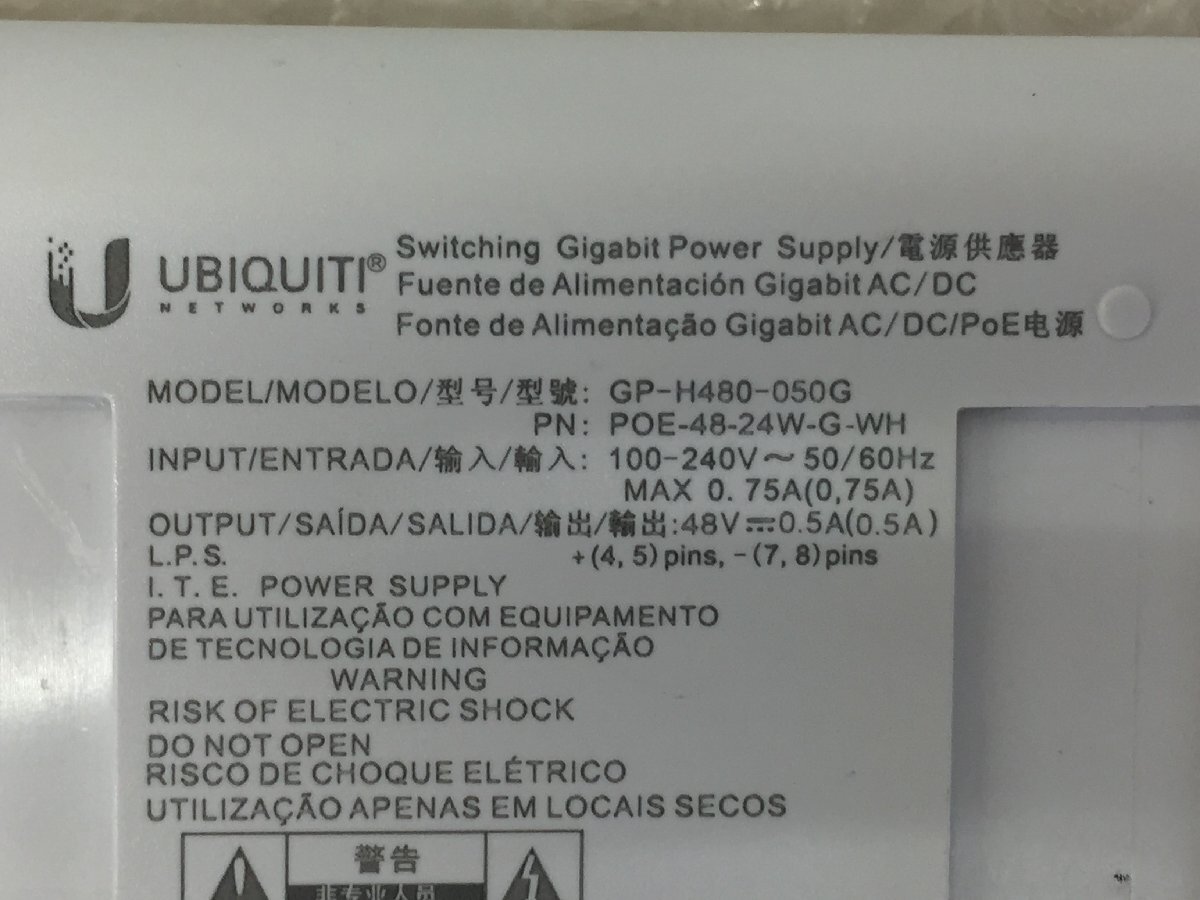 UBIQUITI®
NETWORKS
Switching Gigabit Power Supply/電源供應器
Fuente de Alimentación Gigabit AC/DC
Fonte de Alimentação Gigabit AC/DC/PoE电源
MODEL/MODELO/型号/型號: GP-H480-050G
PN: POE-48-24W-G-WH
INPUT/ENTRADA/输入/輸入: 100-240V~50/60Hz
MAX 0.75A(0,75A)
OUTPUT/SAÍDA/SALIDA/输出/輸出:48V⎓0.5A(0.5A)
L.P.S. +(4, 5)pins, -(7, 8)pins
I.T.E. POWER SUPPLY
PARA UTILIZAÇÃO COM EQUIPAMENTO
DE TECNOLOGIA DE INFORMAÇÃO
WARNING
RISK OF ELECTRIC SHOCK
DO NOT OPEN
RISCO DE CHOQUE ELÉTRICO
UTILIZAÇÃO APENAS EM LOCAIS SECOS
警告
非专业人员